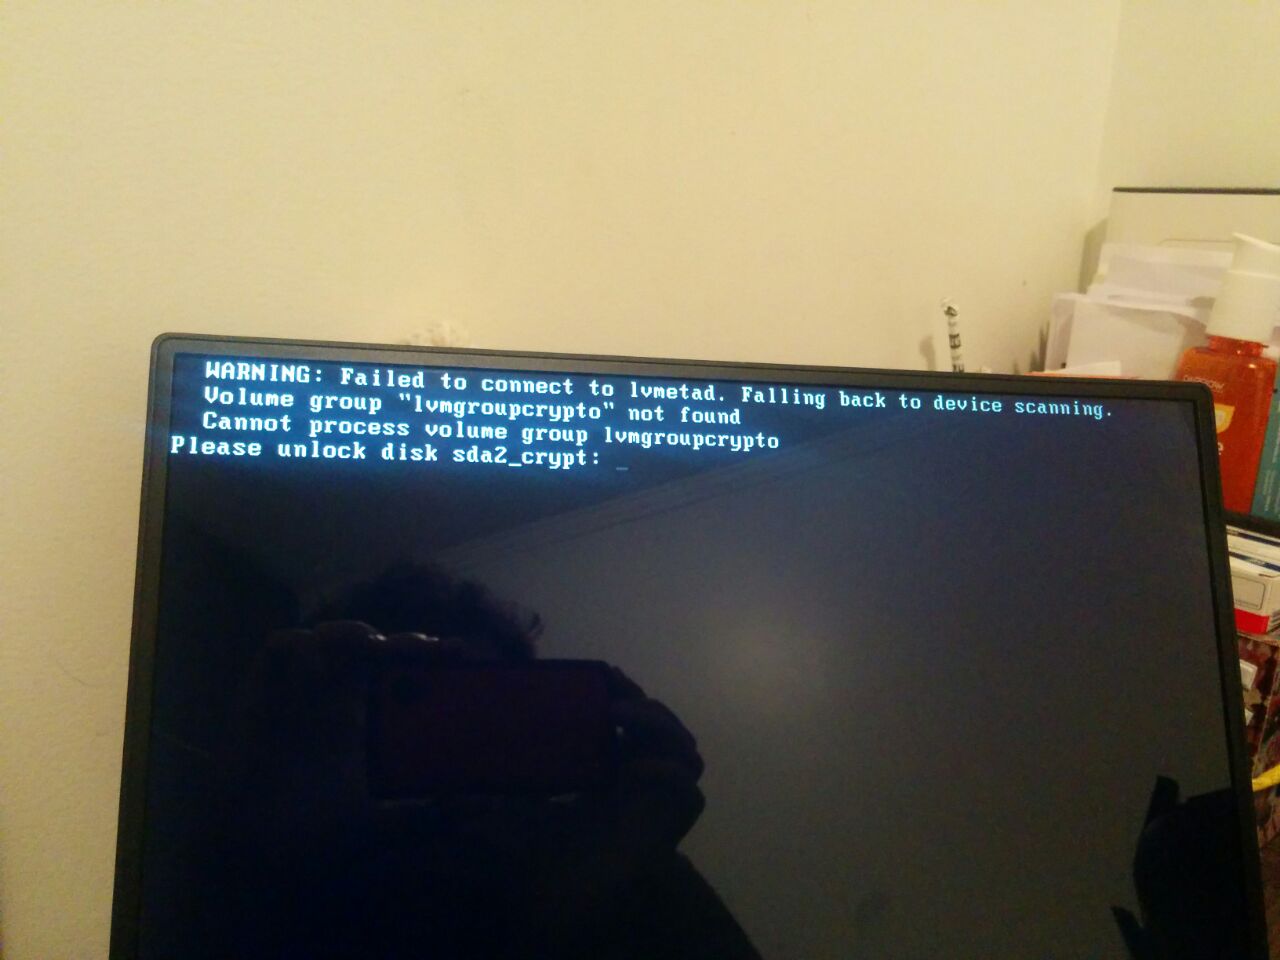 WARNING: Failed to connect to lvmetad. Falling back to device scanning.
Volume group "lvmgroupcrypto" not found
Cannot process volume group lvmgroupcrypto
Please unlock disk sda2_crypt: _